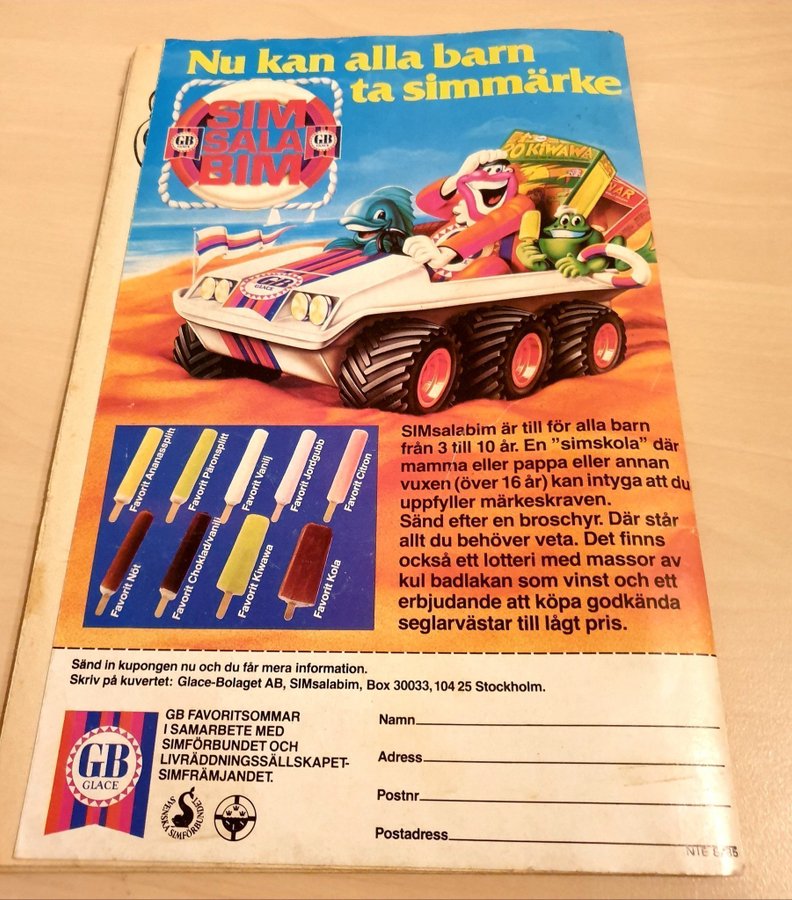 Nu kan alla barn
ta simmärke
SIM
SALA
BIM
GB
GLACE
GB
GLACE
KIWAWA
GB
GLACE
SIMsalabim är till för alla barn
från 3 till 10 år. En ”simskola” där
mamma eller pappa eller annan
vuxen (över 16 år) kan intyga att du
uppfyller märkeskraven.
Sänd efter en broschyr. Där står
allt du behöver veta. Det finns
också ett lotteri med massor av
kul badlakan som vinst och ett
erbjudande att köpa godkända
seglarvästar till lågt pris.
Favorit Ananassplitt
Favorit Päronsplitt
Favorit Vanilj
Favorit Jordgubb
Favorit Citron
Favorit Nöt
Favorit Choklad/vanilj
Favorit Kiwawa
Favorit Kola
Sänd in kupongen nu och du får mera information.
Skriv på kuvertet: Glace-Bolaget AB, SIMsalabim, Box 30033, 104 25 Stockholm.
GB
GLACE
GB FAVORITSOMMAR
I SAMARBETE MED
SIMFÖRBUNDET OCH
LIVRÄDDNINGSSÄLLSKAPET-
SIMFRÄMJANDET.
SVENSKA SIMFÖRBUNDET
Namn
Adress
Postnr
Postadress